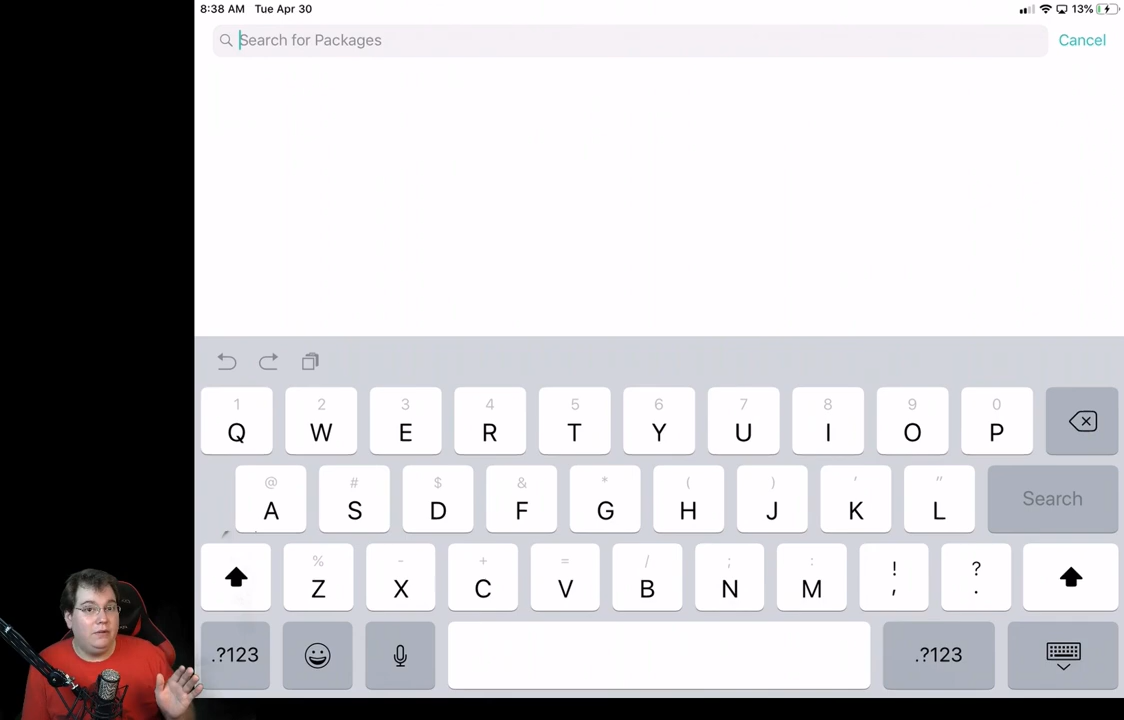 8:38 AM Tue Apr 30 13%
Search for Packages Cancel
1 2 3 4 5 6 7 8 9 0
Q W E R T Y U I O P
@ # $ & * ( ) ' "
A S D F G H J K L Search
% - + = / ; : ! ?
Z X C V B N M , .
.?123 .?123